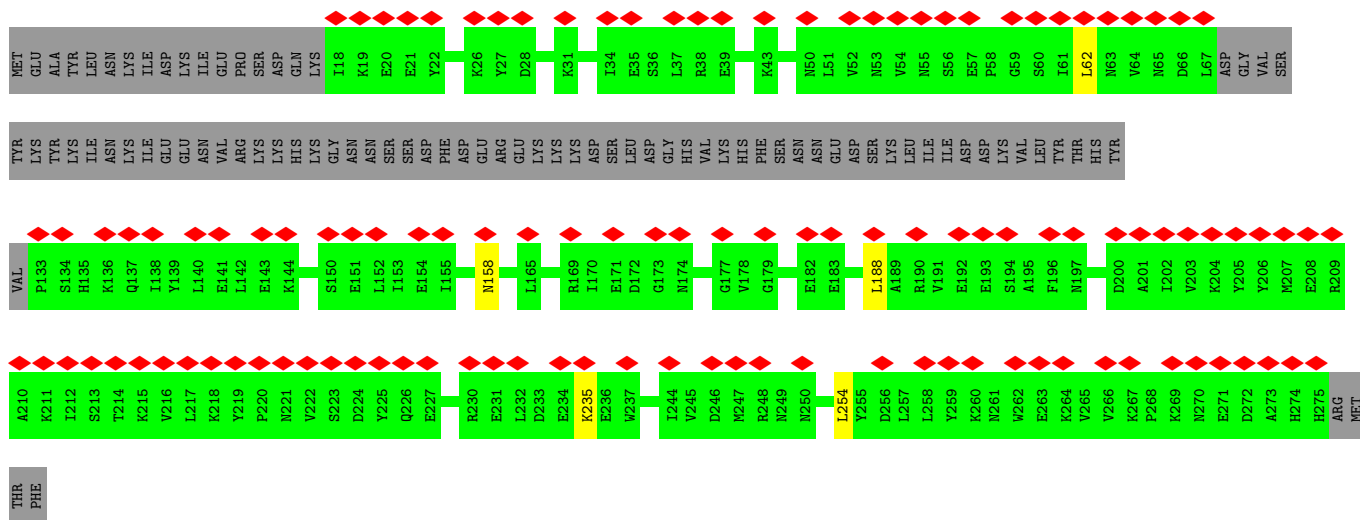 MET GLU ALA TYR LEU ASN LYS ILE ASP LYS ILE GLU PRO SER ASP GLN LYS I18 K19 E20 E21 Y22 K26 Y27 D28 K31 I34 E35 S36 L37 R38 E39 K43 N50 L51 V52 N53 V54 N55 S56 E57 P58 G59 S60 I61 L62 N63 V64 N65 D66 L67 ASP GLY VAL SER
TYR LYS TYR LYS ILE ASN LYS ILE GLU GLU ASN VAL ARG LYS LYS HIS LYS GLY ASN ASN SER SER ASP PHE ASP GLU ARG GLU LYS LYS LYS ASP SER LEU ASP GLY HIS VAL LYS HIS PHE SER ASN ASN GLU ASP SER LYS LEU ILE ILE ASP ASP LYS VAL LEU TYR THR HIS TYR
VAL P133 S134 H135 K136 Q137 I138 Y139 L140 E141 L142 E143 K144 S150 E151 L152 I153 E154 I155 N158 L165 R169 I170 E171 D172 G173 N174 G177 V178 G179 E182 E183 L188 A189 R190 V191 E192 E193 S194 A195 F196 N197 D200 A201 I202 V203 K204 Y205 Y206 M207 E208 R209
A210 K211 I212 S213 T214 K215 V216 L217 K218 Y219 P220 N221 V222 S223 D224 Y225 Q226 E227 R230 E231 L232 D233 E234 K235 E236 W237 I244 V245 D246 M247 R248 N249 N250 L254 Y255 D256 L257 L258 Y259 K260 N261 W262 E263 K264 V265 V266 K267 P268 K269 N270 E271 D272 A273 H274 H275 ARG MET
THR PHE